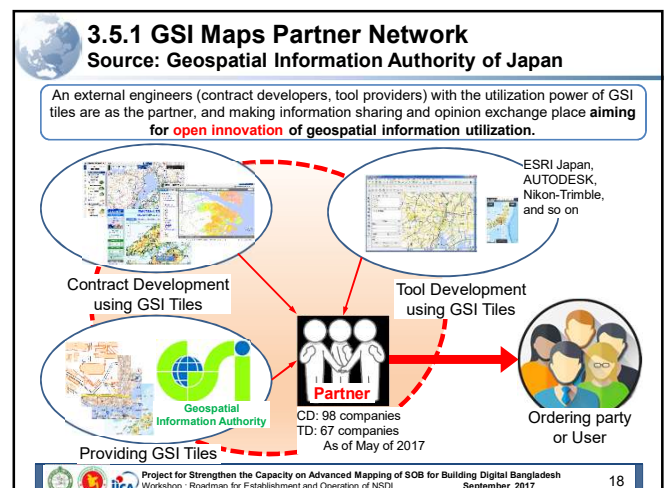 3.5.1 GSI Maps Partner Network
Source: Geospatial Information Authority of Japan
An external engineers (contract developers, tool providers) with the utilization power of GSI
tiles are as the partner, and making information sharing and opinion exchange place aiming
for open innovation of geospatial information utilization.
ESRI Japan,
AUTODESK,
Nikon-Trimble,
and so on
Contract Development
using GSI Tiles
Tool Development
using GSI Tiles
GSI
Geospatial
Information Authority
Providing GSI Tiles
Partner
CD: 98 companies
TD: 67 companies
As of May of 2017
Ordering party
or User
jica
Project for Strengthen the Capacity on Advanced Mapping of SOB for Building Digital Bangladesh
Workshop : Roadmap for Establishment and Operation of NSDI September, 2017
18